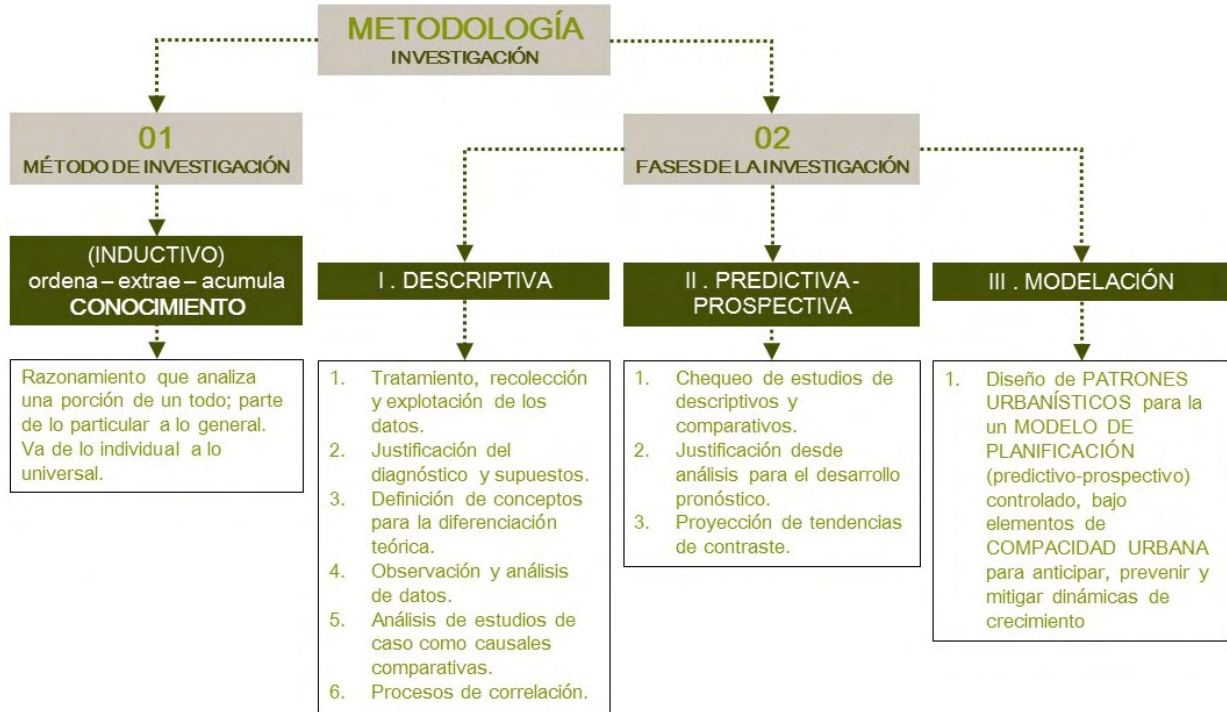 METODOLOGÍA
INVESTIGACIÓN
01
MÉTODO DE INVESTIGACIÓN
(INDUCTIVO)
ordena – extrae – acumula
CONOCIMIENTO
Razonamiento que analiza
una porción de un todo; parte
de lo particular a lo general.
Va de lo individual a lo
universal.
02
FASES DE LA INVESTIGACIÓN
I . DESCRIPTIVA
1. Tratamiento, recolección
y explotación de los
datos.
2. Justificación del
diagnóstico y supuestos.
3. Definición de conceptos
para la diferenciación
teórica.
4. Observación y análisis
de datos.
5. Análisis de estudios de
caso como causales
comparativas.
6. Procesos de correlación.
II . PREDICTIVA-
PROSPECTIVA
1. Chequeo de estudios de
descriptivos y
comparativos.
2. Justificación desde
análisis para el desarrollo
pronóstico.
3. Proyección de tendencias
de contraste.
III . MODELACIÓN
1. Diseño de PATRONES
URBANÍSTICOS para la
un MODELO DE
PLANIFICACIÓN
(predictivo-prospectivo)
controlado, bajo
elementos de
COMPACIDAD URBANA
para anticipar, prevenir y
mitigar dinámicas de
crecimiento